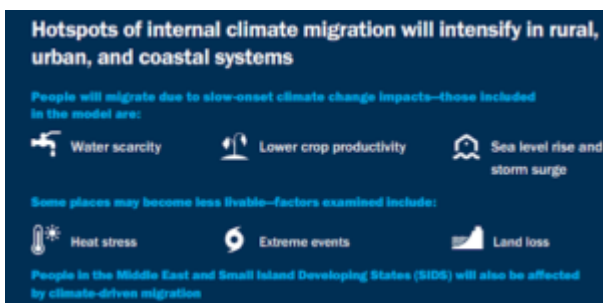 Hotspots of internal climate migration will intensify in rural,
urban, and coastal systems
People will migrate due to slow-onset climate change impacts—those included
in the model are:
Water scarcity
Lower crop productivity
Sea level rise and
storm surge
Some places may become less livable—factors examined include:
Heat stress
Extreme events
Land loss
People in the Middle East and Small Island Developing States (SIDS) will also be affected
by climate-driven migration